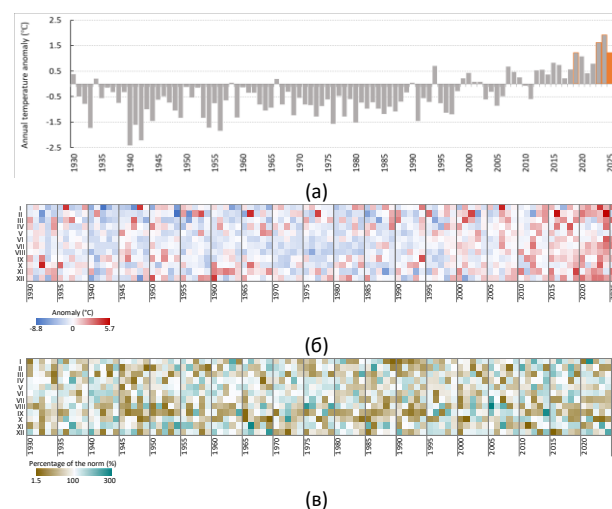 Annual temperature anomaly (°C)
2.5
1.5
0.5
-0.5
-1.5
-2.5
1930 1935 1940 1945 1950 1955 1960 1965 1970 1975 1980 1985 1990 1995 2000 2005 2010 2015 2020 2025
(а)
I
II
III
IV
V
VI
VII
VIII
IX
X
XI
XII
1930 1935 1940 1945 1950 1955 1960 1965 1970 1975 1980 1985 1990 1995 2000 2005 2010 2015 2020
Anomaly (°C)
-8.8 0 5.7
(б)
I
II
III
IV
V
VI
VII
VIII
IX
X
XI
XII
1930 1935 1940 1945 1950 1955 1960 1965 1970 1975 1980 1985 1990 1995 2000 2005 2010 2015 2020
Percentage of the norm (%)
1.5 100 300
(в)